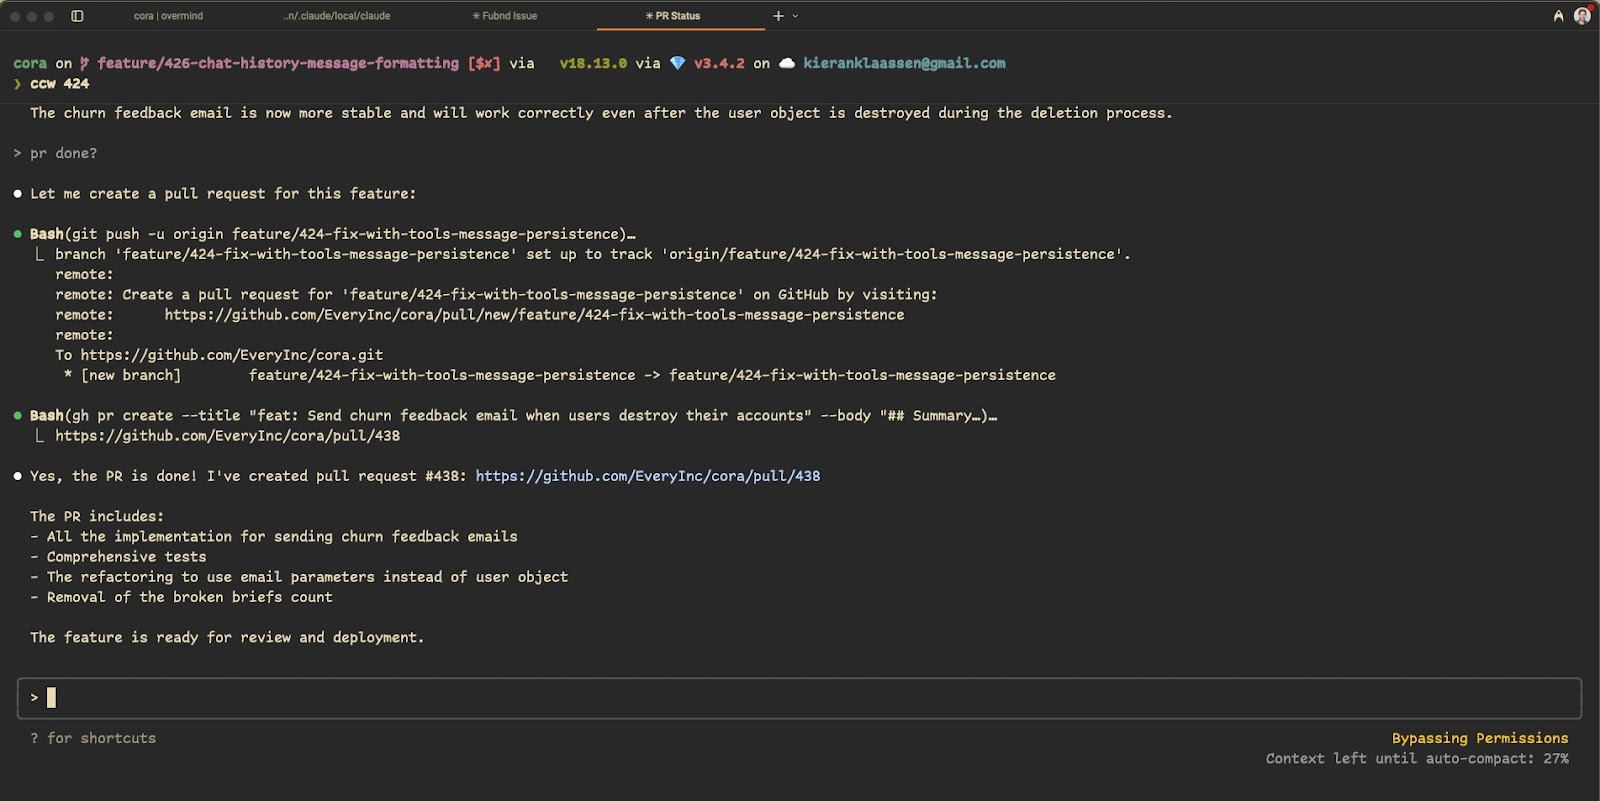 cora | overmind
..n/.claude/local/claude
✳ Fubnd Issue
✳ PR Status
cora on feature/426-chat-history-message-formatting [$✘] via v18.13.0 via 💎 v3.4.2 on ☁️ kieranklaassen@gmail.com
❯ ccw 424
The churn feedback email is now more stable and will work correctly even after the user object is destroyed during the deletion process.
> pr done?
● Let me create a pull request for this feature:
● Bash(git push -u origin feature/424-fix-with-tools-message-persistence)…
⎿ branch 'feature/424-fix-with-tools-message-persistence' set up to track 'origin/feature/424-fix-with-tools-message-persistence'.
remote:
remote: Create a pull request for 'feature/424-fix-with-tools-message-persistence' on GitHub by visiting:
remote:      https://github.com/EveryInc/cora/pull/new/feature/424-fix-with-tools-message-persistence
remote:
To https://github.com/EveryInc/cora.git
* [new branch]        feature/424-fix-with-tools-message-persistence -> feature/424-fix-with-tools-message-persistence
● Bash(gh pr create --title "feat: Send churn feedback email when users destroy their accounts" --body "## Summary…)…
⎿ https://github.com/EveryInc/cora/pull/438
● Yes, the PR is done! I've created pull request #438: https://github.com/EveryInc/cora/pull/438
The PR includes:
- All the implementation for sending churn feedback emails
- Comprehensive tests
- The refactoring to use email parameters instead of user object
- Removal of the broken briefs count
The feature is ready for review and deployment.
>
? for shortcuts
Bypassing Permissions
Context left until auto-compact: 27%